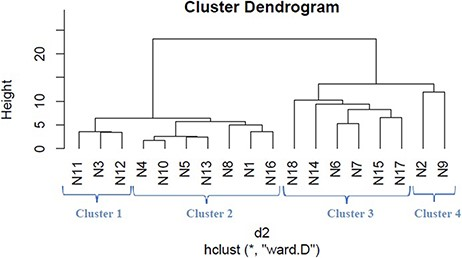 Cluster Dendrogram
Height
20
10
5
0
N11 N3 N12 N4 N10 N5 N13 N8 N1 N16 N18 N14 N6 N7 N15 N17 N2 N9
Cluster 1 Cluster 2 Cluster 3 Cluster 4
d2
hclust (*, "ward.D")